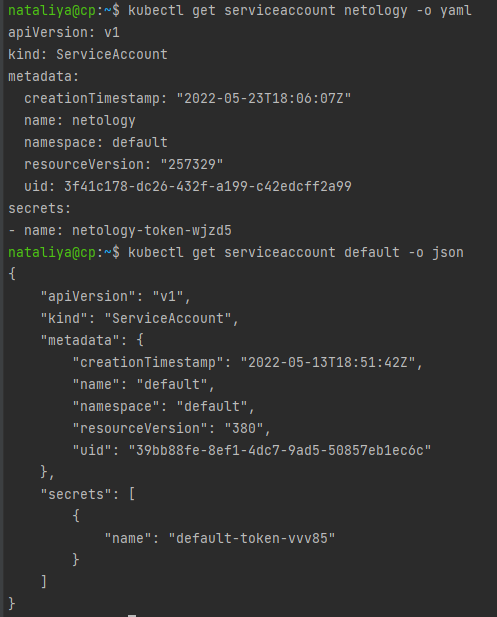 nataliya@cp:~$ kubectl get serviceaccount netology -o yaml
apiVersion: v1
kind: ServiceAccount
metadata:
  creationTimestamp: "2022-05-23T18:06:07Z"
  name: netology
  namespace: default
  resourceVersion: "257329"
  uid: 3f41c178-dc26-432f-a199-c42edcff2a99
secrets:
- name: netology-token-wjzd5
nataliya@cp:~$ kubectl get serviceaccount default -o json
{
    "apiVersion": "v1",
    "kind": "ServiceAccount",
    "metadata": {
        "creationTimestamp": "2022-05-13T18:51:42Z",
        "name": "default",
        "namespace": "default",
        "resourceVersion": "380",
        "uid": "39bb88fe-8ef1-4dc7-9ad5-50857eb1ec6c"
    },
    "secrets": [
        {
            "name": "default-token-vvv85"
        }
    ]
}